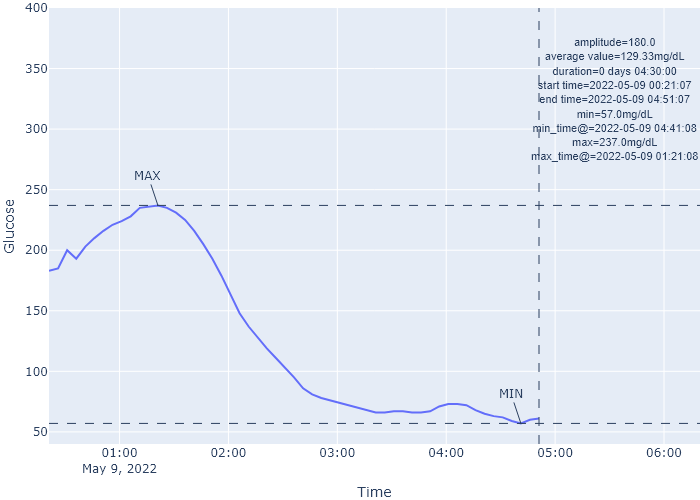 400
amplitude=180.0
average value=129.33mg/dL
duration=0 days 04:30:00
start time=2022-05-09 00:21:07
end time=2022-05-09 04:51:07
min=57.0mg/dL
min_time@=2022-05-09 04:41:08
max=237.0mg/dL
max_time@=2022-05-09 01:21:08
350
300
250
200
150
100
50
Glucose
MAX
MIN
01:00 02:00 03:00 04:00 05:00 06:00
May 9, 2022
Time